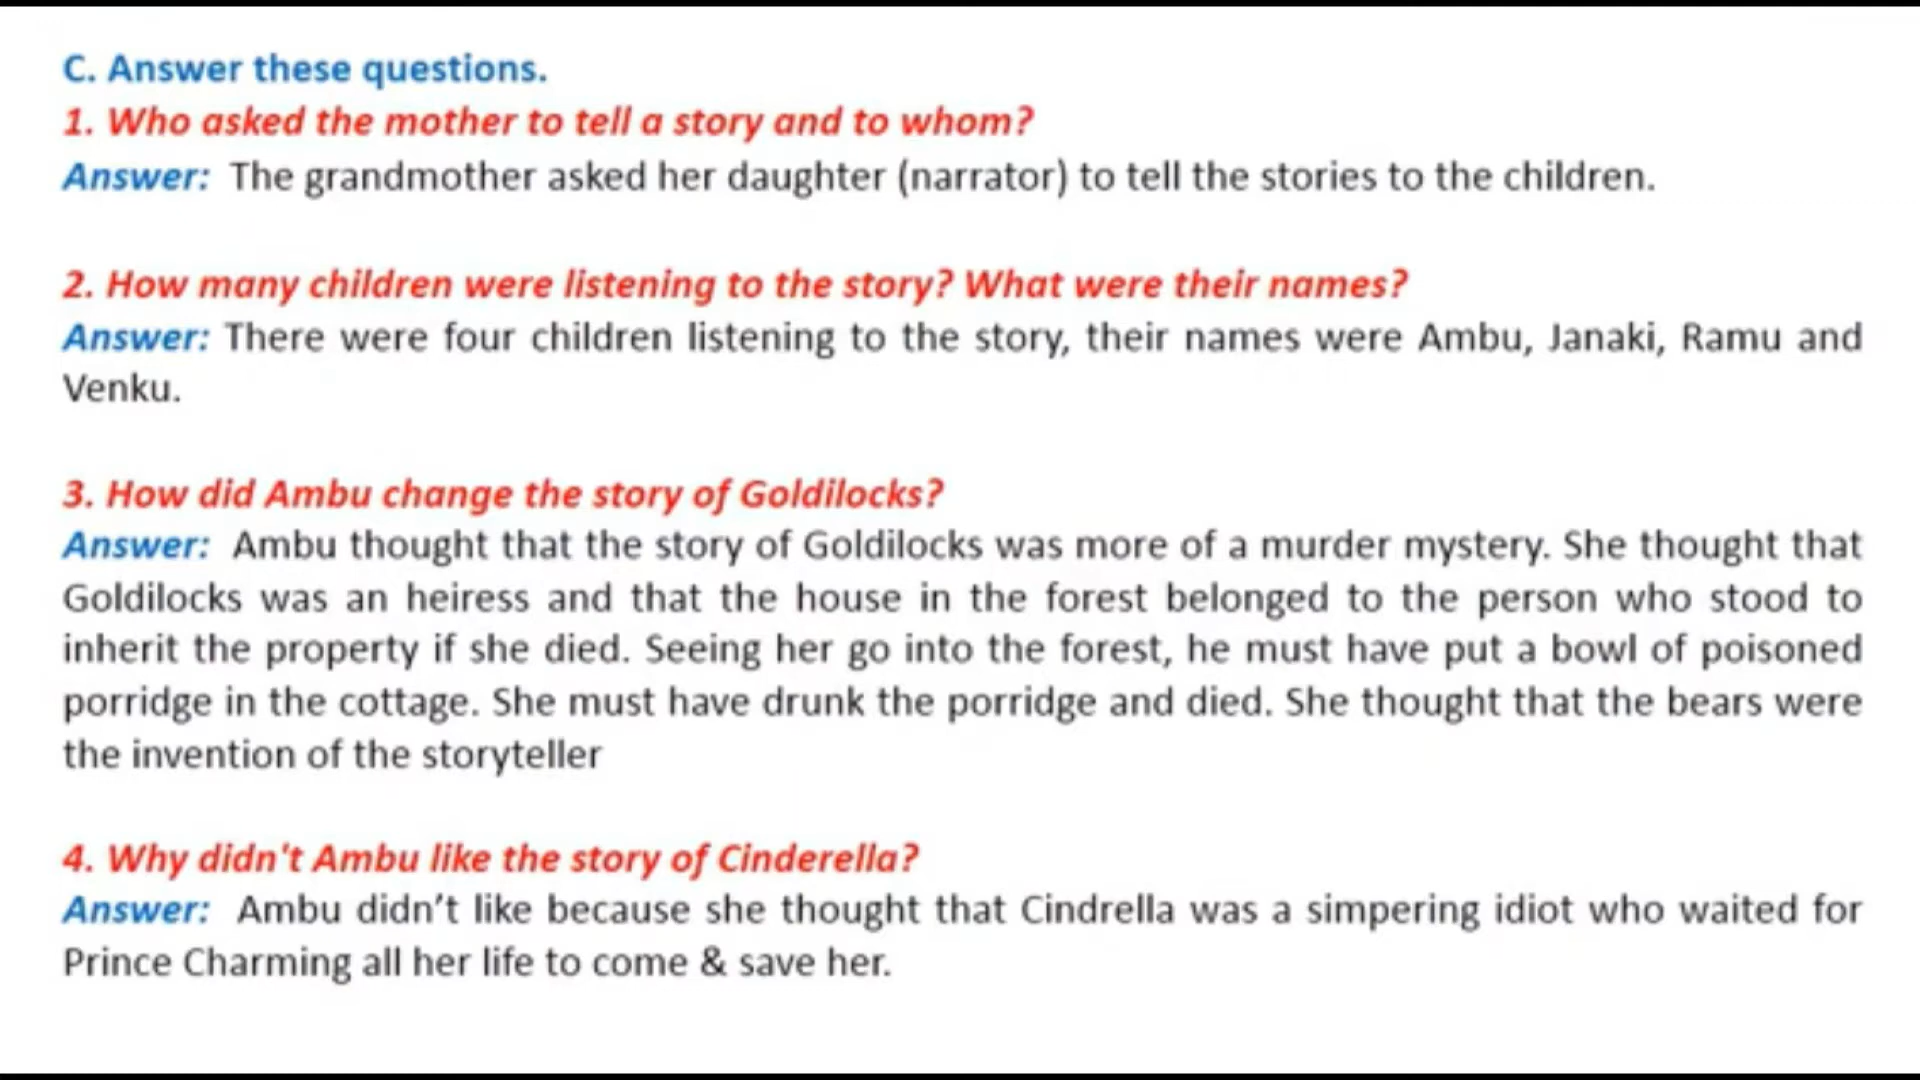 C. Answer these questions.
1. Who asked the mother to tell a story and to whom?
Answer: The grandmother asked her daughter (narrator) to tell the stories to the children.
2. How many children were listening to the story? What were their names?
Answer: There were four children listening to the story, their names were Ambu, Janaki, Ramu and
Venku.
3. How did Ambu change the story of Goldilocks?
Answer: Ambu thought that the story of Goldilocks was more of a murder mystery. She thought that
Goldilocks was an heiress and that the house in the forest belonged to the person who stood to
inherit the property if she died. Seeing her go into the forest, he must have put a bowl of poisoned
porridge in the cottage. She must have drunk the porridge and died. She thought that the bears were
the invention of the storyteller
4. Why didn't Ambu like the story of Cinderella?
Answer: Ambu didn’t like because she thought that Cindrella was a simpering idiot who waited for
Prince Charming all her life to come & save her.